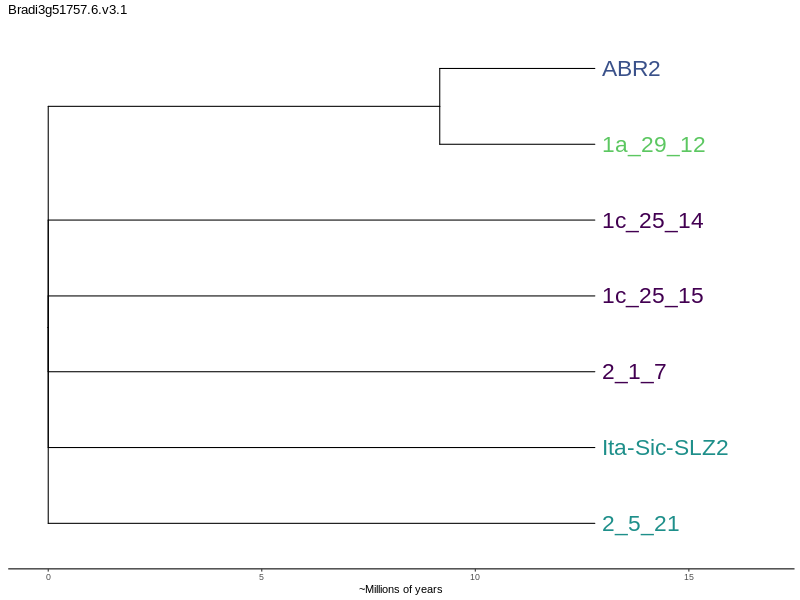 Bradi3g51757.6.v3.1
ABR2
1a_29_12
1c_25_14
1c_25_15
2_1_7
Ita-Sic-SLZ2
2_5_21
0 5 10 15
~Millions of years